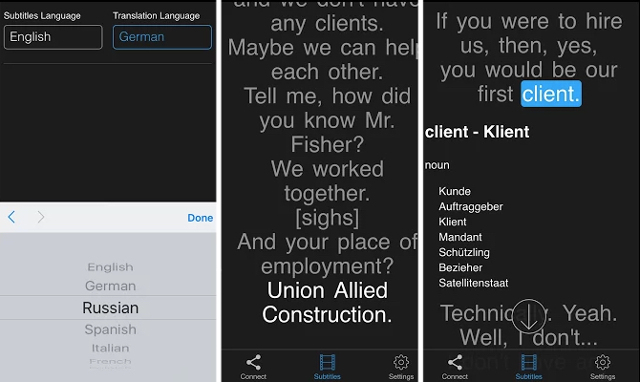 Subtitles Language
Translation Language
English
German
Done
English
German
Russian
Spanish
Italian
French
and we don't have
any clients.
Maybe we can help
each other.
Tell me, how did
you know Mr.
Fisher?
We worked
together.
[sighs]
And your place of
employment?
Union Allied
Construction.
Connect
Subtitles
Settings
If you were to hire
us, then, yes,
you would be our
first client.
client - Klient
noun
Kunde
Auftraggeber
Klient
Mandant
Schützling
Bezieher
Satellitenstaat
Technically. Yeah.
Well, I don't...
Connect
Subtitles
Settings